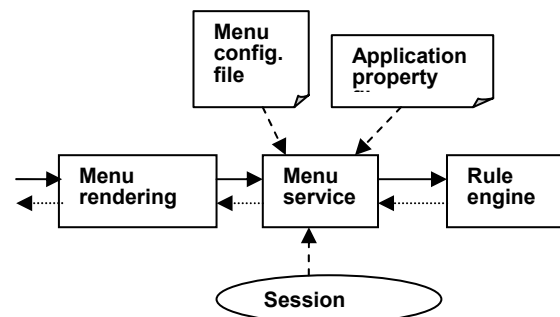 Menu
config.
file
Application
property
Menu
rendering
Menu
service
Rule
engine
Session